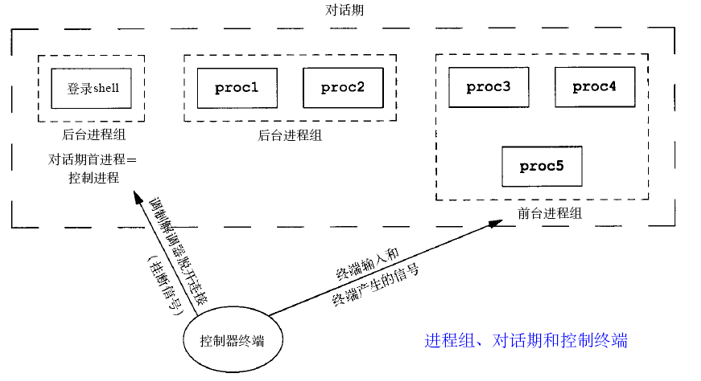 对话期
登录shell
proc1
proc2
proc3
proc4
proc5
后台进程组
后台进程组
前台进程组
对话期首进程＝
控制进程
调制解调器脱开连接
（挂断信号）
终端输入和
终端产生的信号
控制器终端
进程组、对话期和控制终端